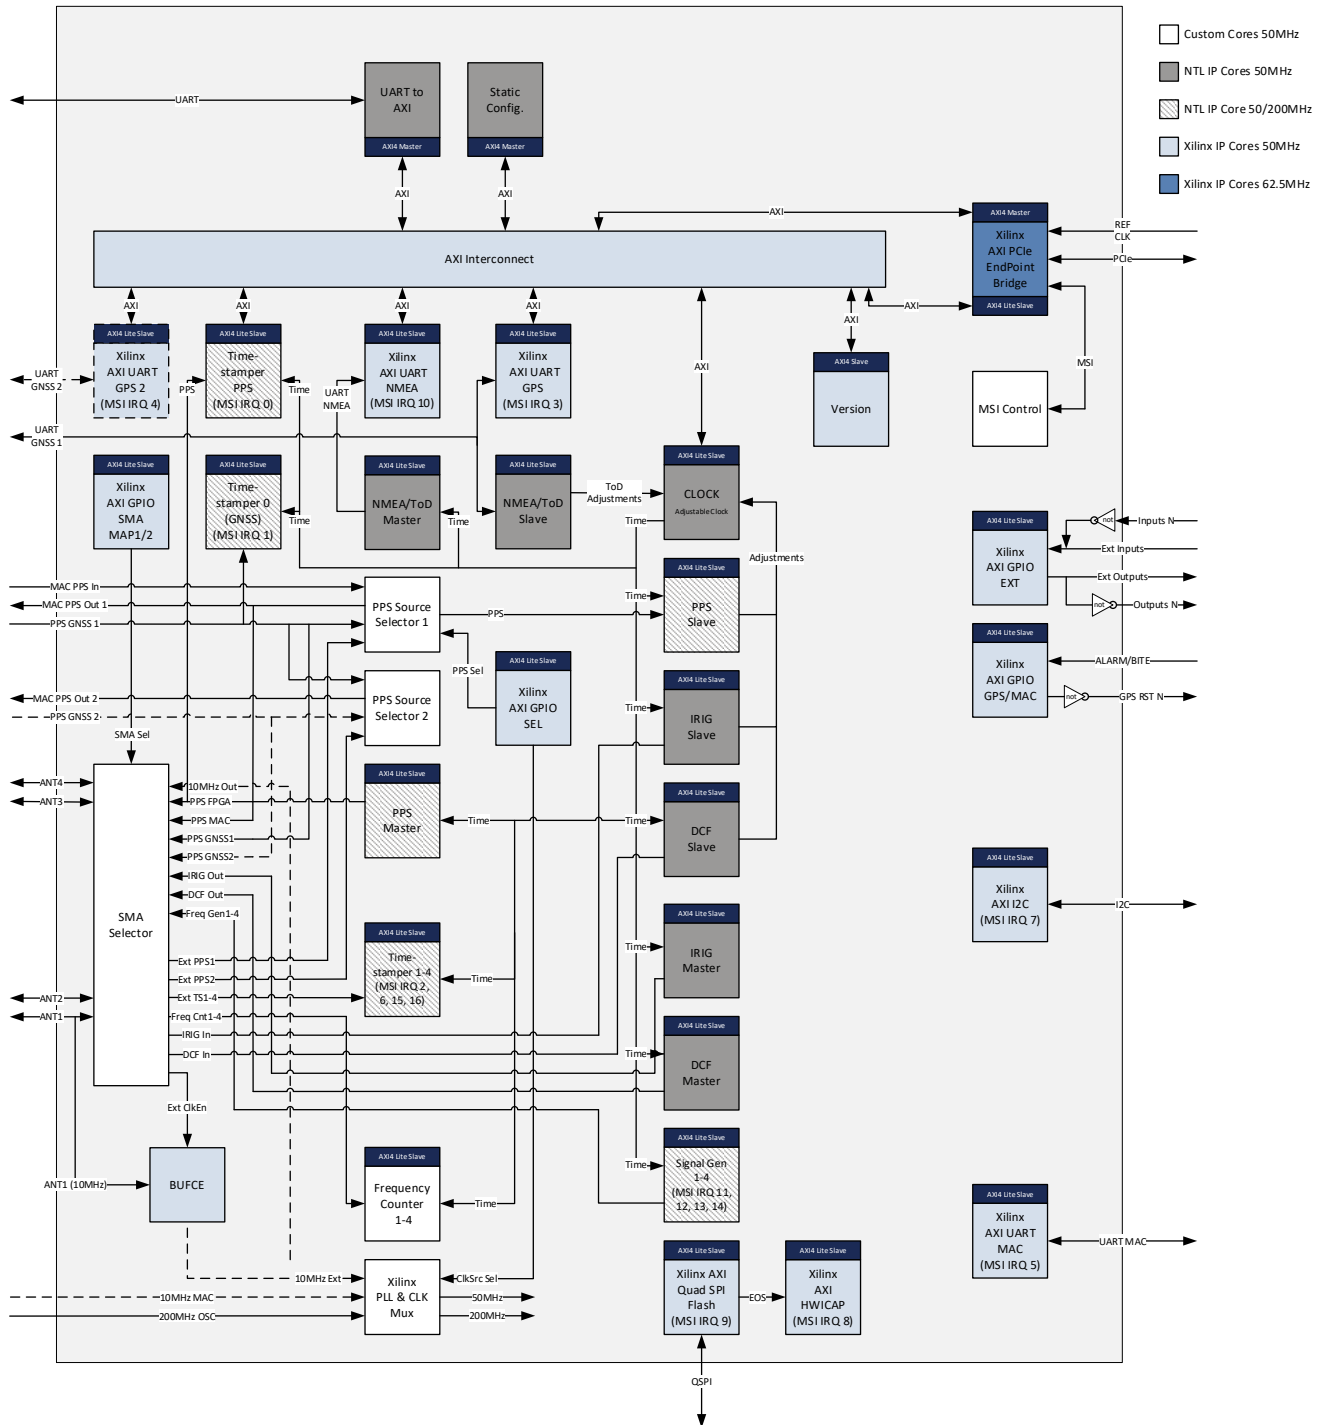 Custom Cores 50MHz
NTL IP Cores 50MHz
NTL IP Core 50/200MHz
Xilinx IP Cores 50MHz
Xilinx IP Cores 62.5MHz
UART
UART to
AXI
AXI4 Master
Static
Config.
AXI4 Master
AXI
AXI
AXI
AXI Interconnect
AXI4 Master
Xilinx
AXI PCIe
EndPoint
Bridge
AXI4 Lite Slave
REF
CLK
PCIe
MSI
AXI
AXI
AXI
AXI
AXI
AXI
AXI
AXI4 Lite Slave
Xilinx
AXI UART
GPS 2
(MSI IRQ 4)
AXI4 Lite Slave
Time-
stamper
PPS
(MSI IRQ 0)
AXI4 Lite Slave
Xilinx
AXI UART
NMEA
(MSI IRQ 10)
AXI4 Lite Slave
Xilinx
AXI UART
GPS
(MSI IRQ 3)
AXI4 Slave
Version
MSI Control
UART
GNSS 2
PPS
Time
UART
NMEA
UART
GNSS 1
AXI4 Lite Slave
Xilinx
AXI GPIO
SMA
MAP1/2
AXI4 Lite Slave
Time-
stamper 0
(GNSS)
(MSI IRQ 1)
Time
AXI4 Lite Slave
NMEA/ToD
Master
Time
AXI4 Lite Slave
NMEA/ToD
Slave
ToD
Adjustments
AXI4 Lite Slave
CLOCK
Adjustable Clock
Time
Adjustments
AXI4 Lite Slave
Xilinx
AXI GPIO
EXT
not
Inputs N
Ext Inputs
Ext Outputs
not
Outputs N
MAC PPS In
MAC PPS Out 1
PPS GNSS 1
PPS Source
Selector 1
PPS
Time
AXI4 Lite Slave
PPS
Slave
AXI4 Lite Slave
Xilinx
AXI GPIO
GPS/MAC
ALARM/BITE
not
GPS RST N
PPS Sel
MAC PPS Out 2
PPS GNSS 2
PPS Source
Selector 2
AXI4 Lite Slave
Xilinx
AXI GPIO
SEL
Time
AXI4 Lite Slave
IRIG
Slave
SMA Sel
ANT4
ANT3
10MHz Out
PPS FPGA
PPS MAC
PPS GNSS1
PPS GNSS2
IRIG Out
DCF Out
Freq Gen1-4
AXI4 Lite Slave
PPS
Master
Time
Time
AXI4 Lite Slave
DCF
Slave
AXI4 Lite Slave
Xilinx
AXI I2C
(MSI IRQ 7)
I2C
SMA
Selector
AXI4 Lite Slave
Time-
stamper 1-4
(MSI IRQ 2,
6, 15, 16)
Time
Time
AXI4 Lite Slave
IRIG
Master
Ext PPS1
Ext PPS2
Ext TS1-4
Freq Cnt1-4
IRIG In
DCF In
ANT2
ANT1
Time
AXI4 Lite Slave
DCF
Master
Ext ClkEn
ANT1 (10MHz)
BUFCE
AXI4 Lite Slave
Frequency
Counter
1-4
Time
Time
AXI4 Lite Slave
Signal Gen
1-4
(MSI IRQ 11,
12, 13, 14)
AXI4 Lite Slave
Xilinx
AXI UART
MAC
(MSI IRQ 5)
UART MAC
10MHz Ext
10MHz MAC
200MHz OSC
Xilinx
PLL & CLK
Mux
ClkSrc Sel
50MHz
200MHz
AXI4 Lite Slave
Xilinx AXI
Quad SPI
Flash
(MSI IRQ 9)
EOS
AXI4 Lite Slave
Xilinx
AXI
HWICAP
(MSI IRQ 8)
QSPI